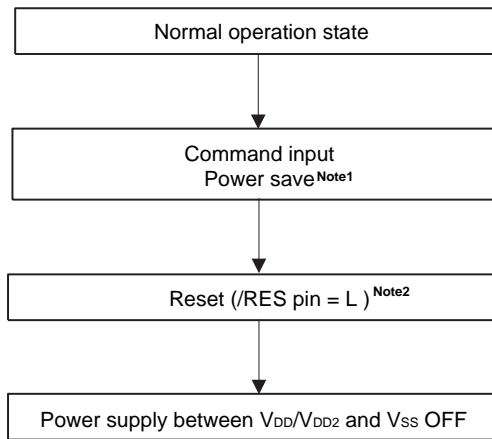 Normal operation state
Command input
Power save Note1
Reset (/RES pin = L ) Note2
Power supply between VDD/VDD2 and VSS OFF